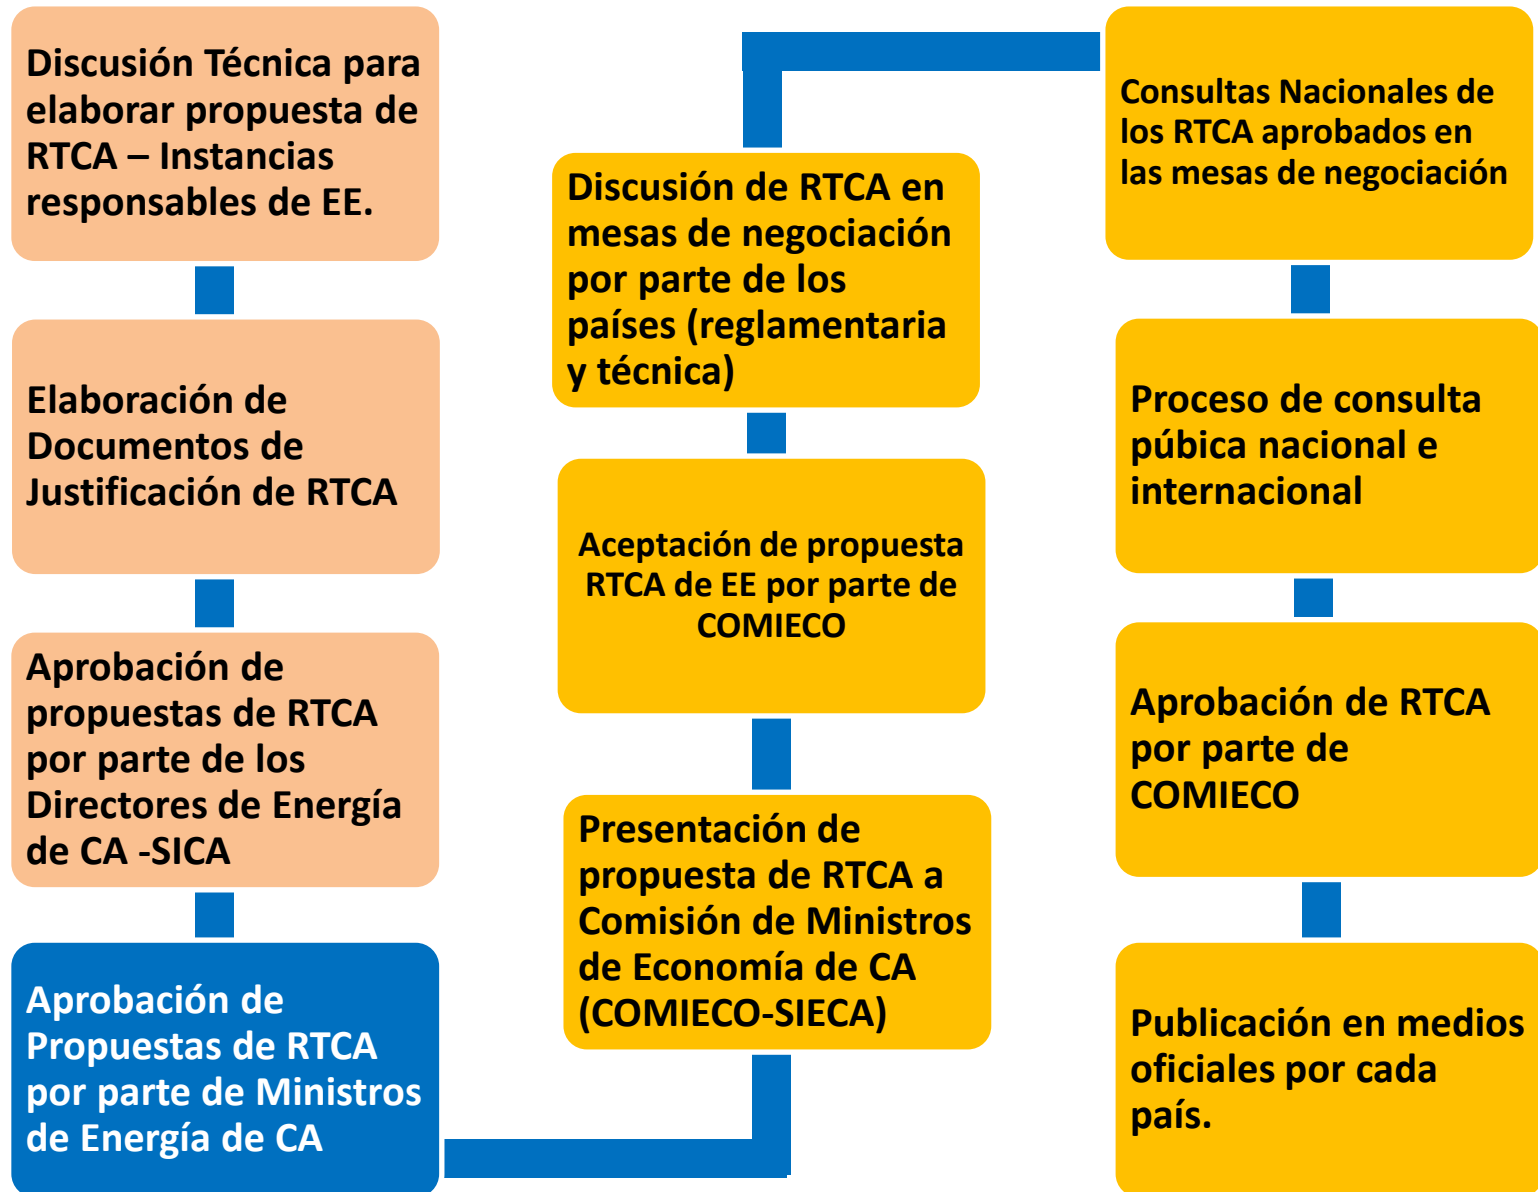 Discusión Técnica para
elaborar propuesta de
RTCA – Instancias
responsables de EE.
Elaboración de
Documentos de
Justificación de RTCA
Aprobación de
propuestas de RTCA
por parte de los
Directores de Energía
de CA -SICA
Aprobación de
Propuestas de RTCA
por parte de Ministros
de Energía de CA
Presentación de
propuesta de RTCA a
Comisión de Ministros
de Economía de CA
(COMIECO-SIECA)
Aceptación de propuesta
RTCA de EE por parte de
COMIECO
Discusión de RTCA en
mesas de negociación
por parte de los
países (reglamentaria
y técnica)
Consultas Nacionales de
los RTCA aprobados en
las mesas de negociación
Proceso de consulta
púbica nacional e
internacional
Aprobación de RTCA
por parte de
COMIECO
Publicación en medios
oficiales por cada
país.